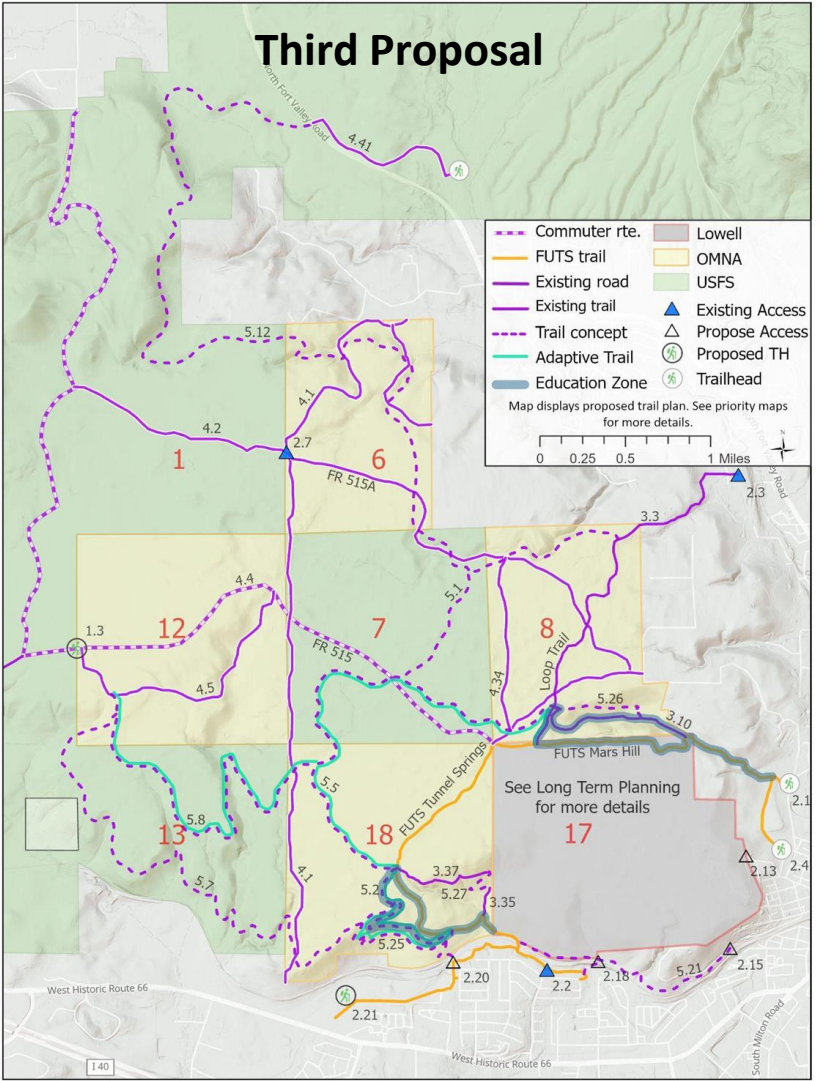 Third Proposal
North Fort Valley Road
4.41
Commuter rte.
FUTS trail
Existing road
Existing trail
Trail concept
Adaptive Trail
Education Zone
Lowell
OMNA
USFS
Existing Access
Propose Access
Proposed TH
Trailhead
Map displays proposed trail plan. See priority maps
for more details.
0 0.25 0.5 1 Miles
N
5.12
4.1
4.2
2.7
1
6
FR 515A
2.3
3.3
4.4
5.1
1.3
12
7
8
FR 515
Loop Trail
4.34
4.5
5.26
3.10
FUTS Mars Hill
FUTS Tunnel Springs
See Long Term Planning
for more details
5.5
2.1
5.8
13
18
17
2.4
2.13
3.37
5.27
5.2
4.1
5.7
3.35
5.25
2.20
2.2
2.18
5.21
2.15
2.21
West Historic Route 66
South Milton Road
West Historic Route 66
I 40